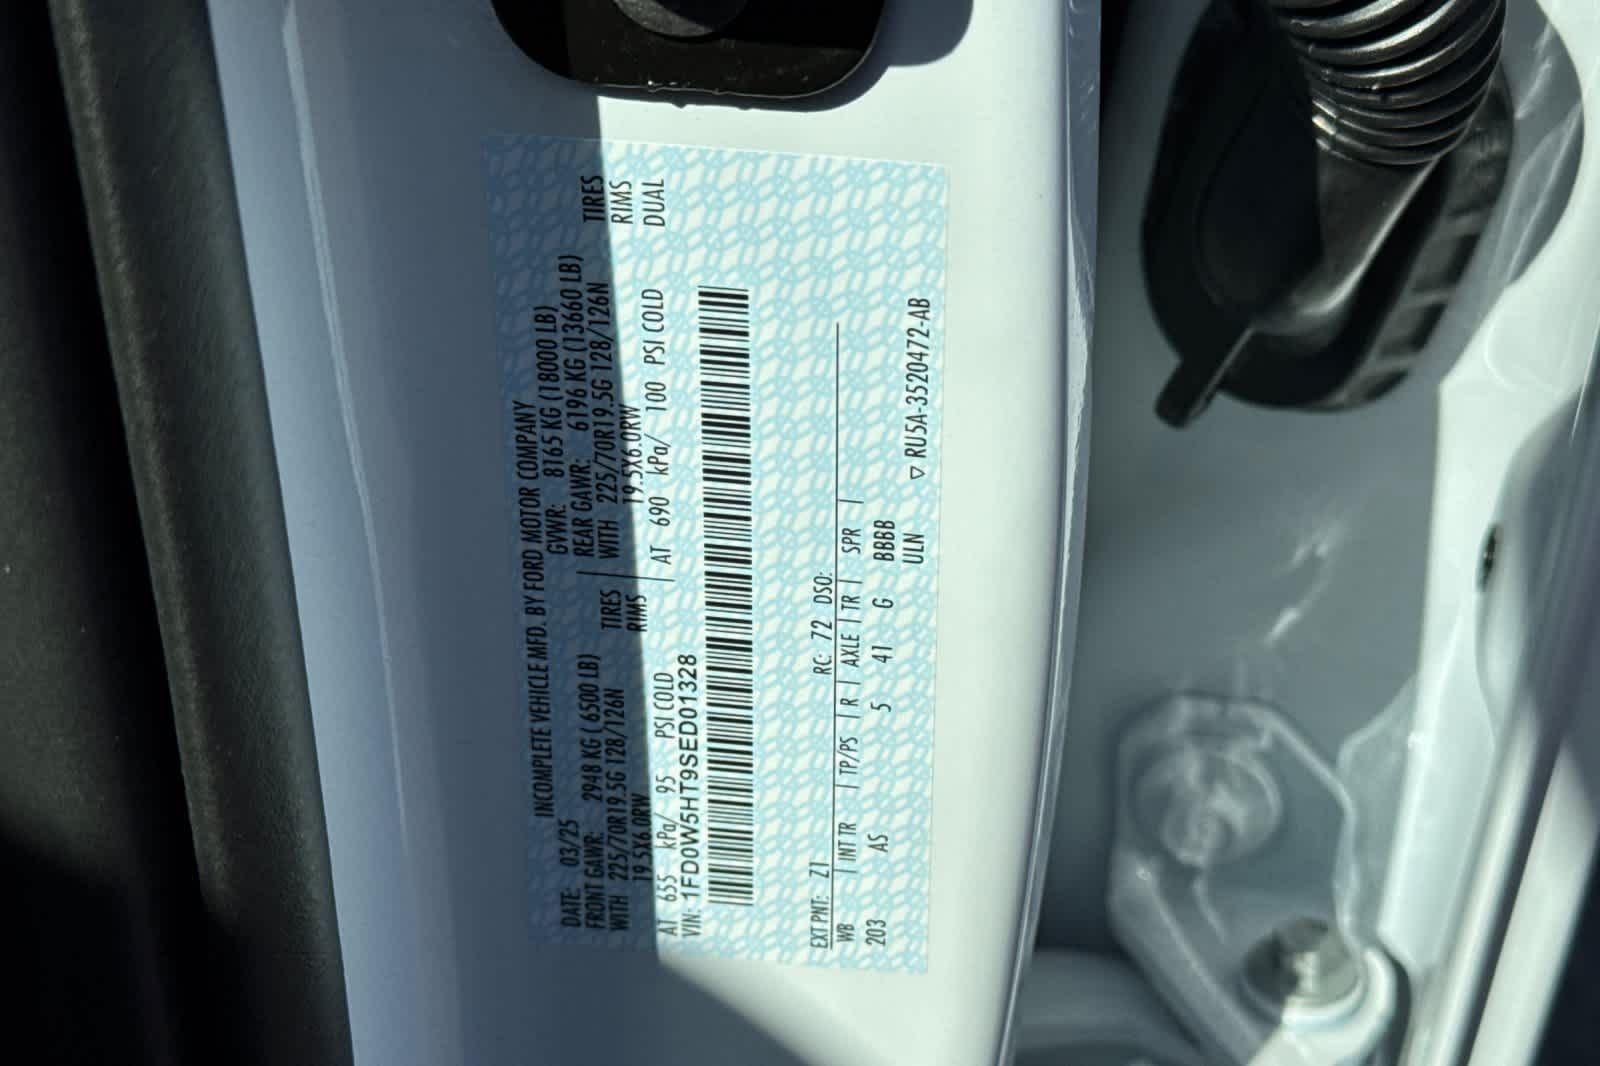 INCOMPLETE VEHICLE MFD. BY FORD MOTOR COMPANY
DATE: 03/25 GVWR: 8165 KG (18000 LB)
FRONT GAWR: 2948 KG (6500 LB) REAR GAWR: 6196 KG (13660 LB)
WITH 225/70R19.5G 128/126N TIRES WITH 225/70R19.5G 128/126N TIRES
19.5X6.0RW RIMS 19.5X6.0RW RIMS
AT 655 kPa/ 95 PSI COLD AT 690 kPa/ 100 PSI COLD DUAL
VIN: 1FD0W5HT9SED01328
EXT PNT: Z1 RC: 72 DSO:
WB | INT TR | TP/PS | R | AXLE | TR | SPR |
203 AS 5 41 G BBBB
ULN ▽ RU5A-3520472-AB